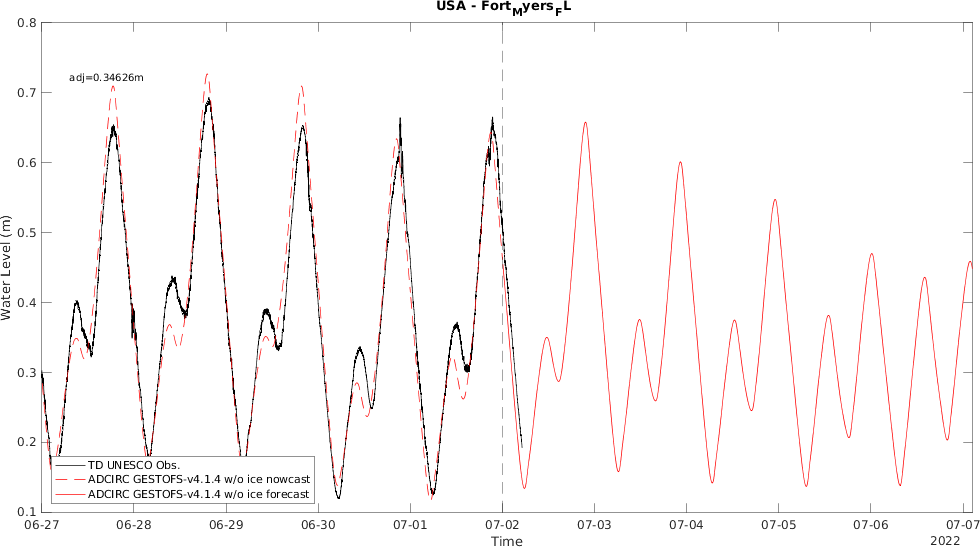 USA - FortMyersFL
adj=0.34626m
0.8
0.7
0.6
0.5
0.4
0.3
0.2
0.1
Water Level (m)
TD UNESCO Obs.
ADCIRC GESTOFS-v4.1.4 w/o ice nowcast
ADCIRC GESTOFS-v4.1.4 w/o ice forecast
06-27 06-28 06-29 06-30 07-01 07-02 07-03 07-04 07-05 07-06 07-07
Time
2022